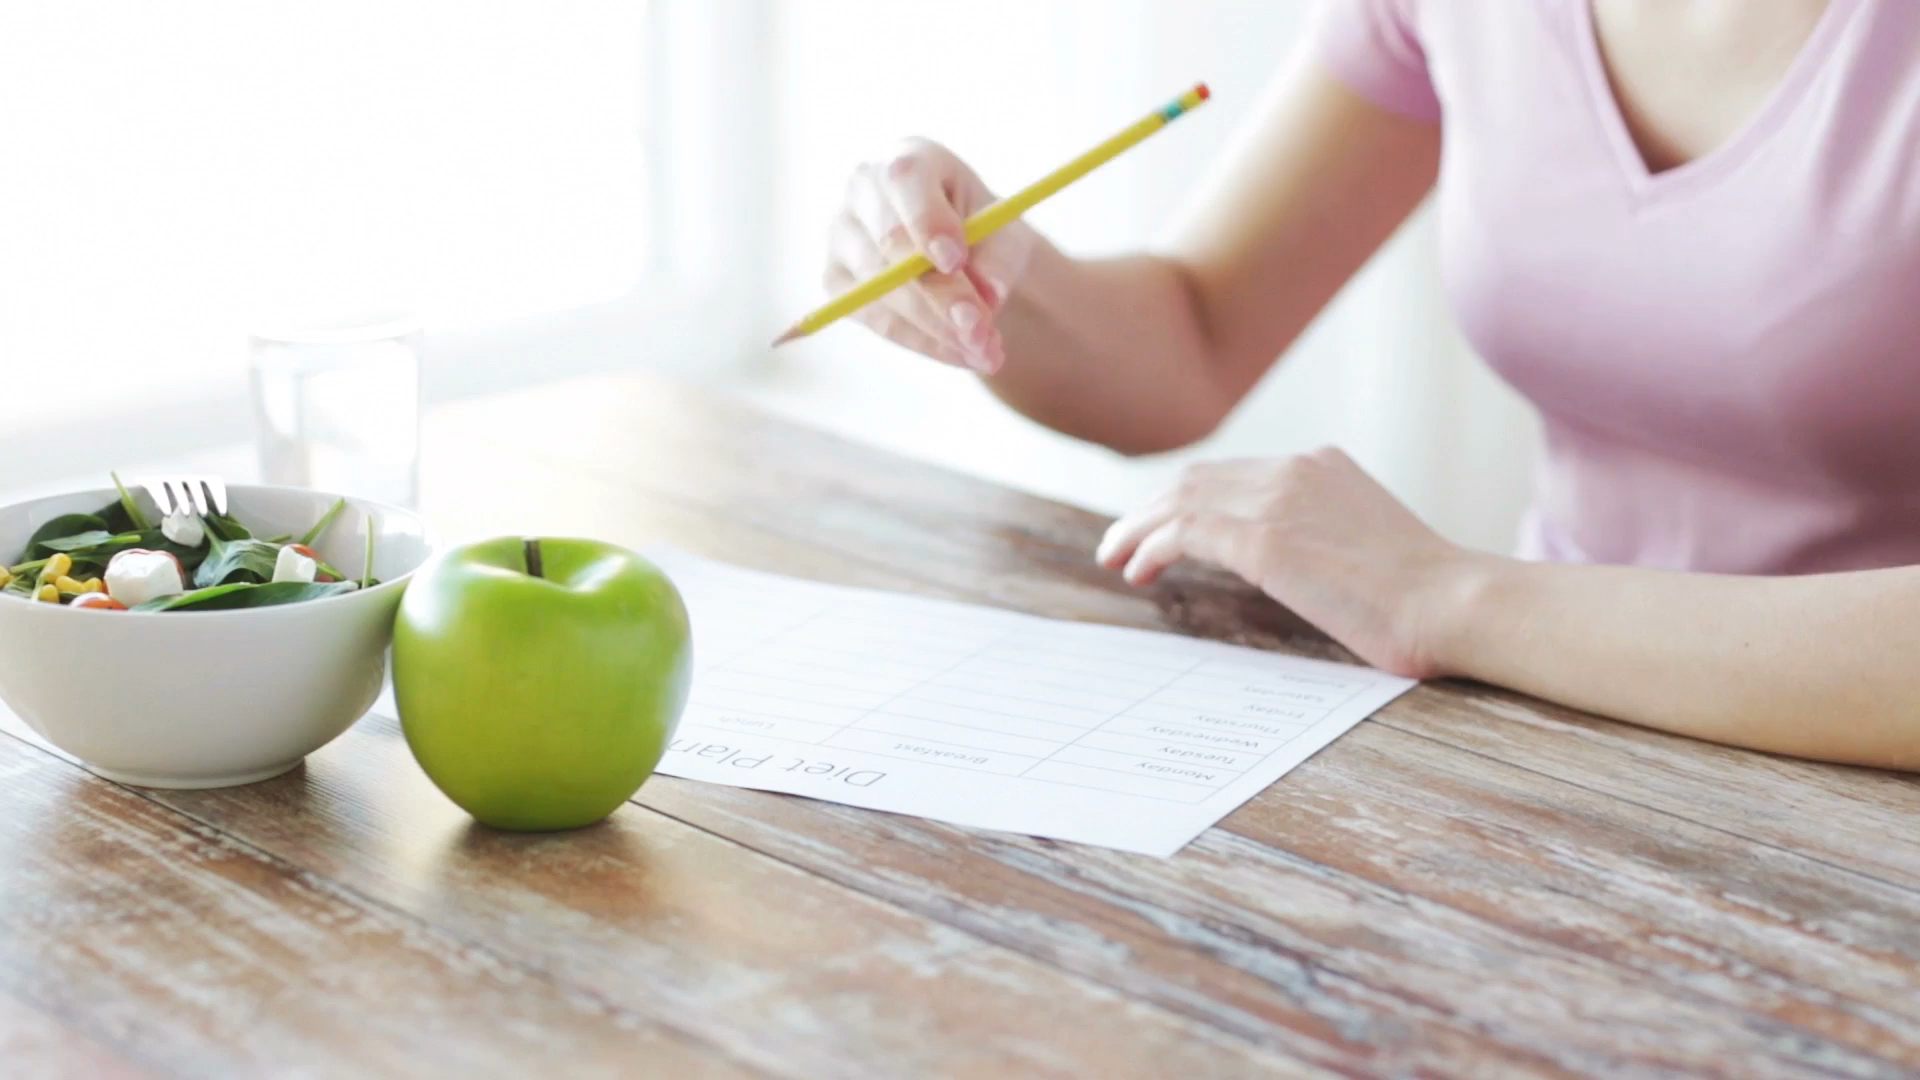 Diet Plan
Breakfast Lunch
Monday
Tuesday
Wednesday
Thursday
Friday
Saturday